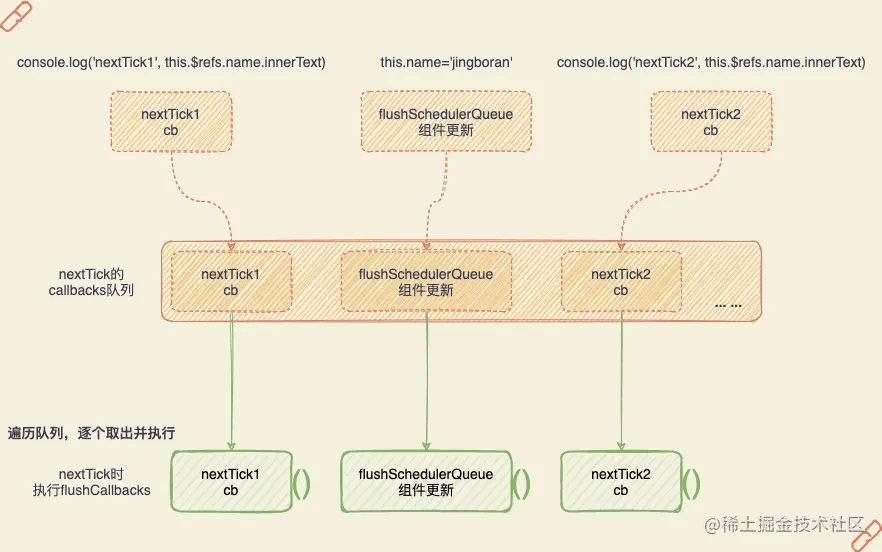 console.log('nextTick1', this.$refs.name.innerText)
this.name='jingboran'
console.log('nextTick2', this.$refs.name.innerText)
nextTick1
cb
flushSchedulerQueue
组件更新
nextTick2
cb
nextTick的
callbacks队列
nextTick1
cb
flushSchedulerQueue
组件更新
nextTick2
cb
... ...
遍历队列，逐个取出并执行
nextTick时
执行flushCallbacks
nextTick1
cb
()
flushSchedulerQueue
组件更新
()
nextTick2
cb
()
@稀土掘金技术社区